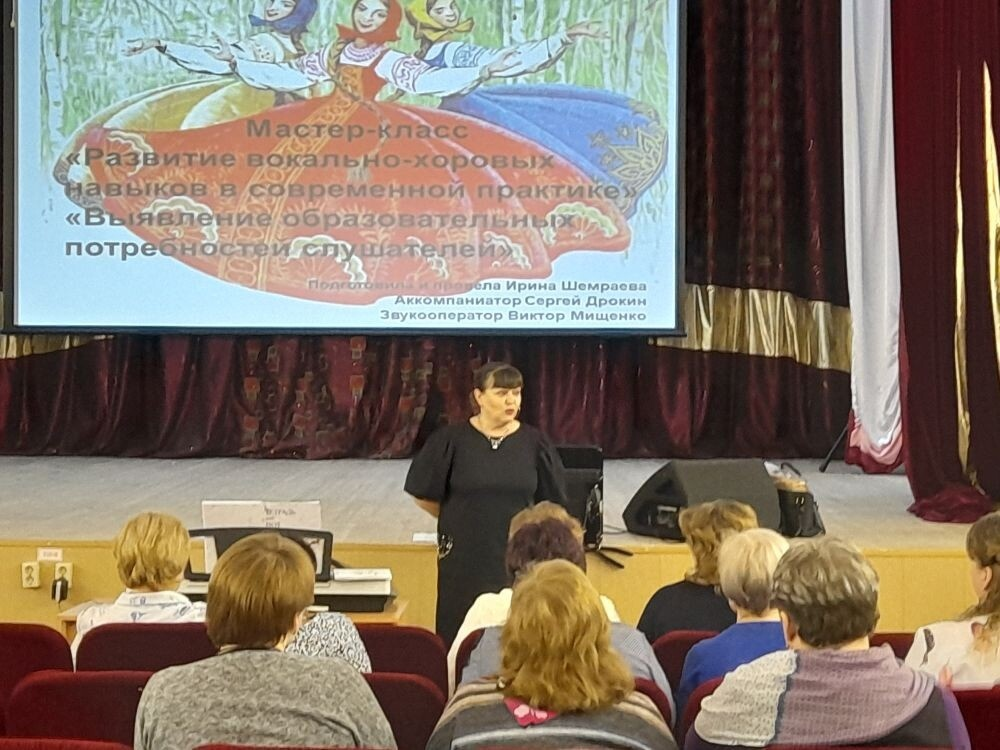 Мастер-класс
«Развитие вокально-хоровых
навыков в современной практике»
«Выявление образовательных
потребностей слушателей»
Подготовила и провела Ирина Шемраева
Аккомпаниатор Сергей Дрокин
Звукооператор Виктор Мищенко